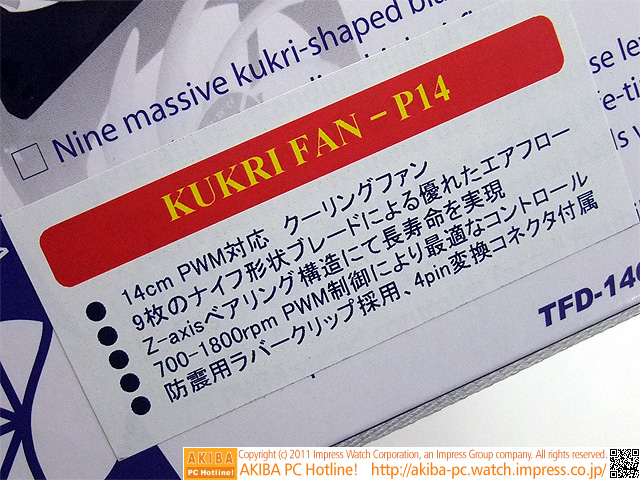 Nine massive kukri-shaped
se le
e-ti
KUKRI FAN – P14
14cm PWM対応 クーリングファン
9枚のナイフ形状ブレードによる優れたエアフロー
Z-axisベアリング構造にて長寿命を実現
700-1800rpm PWM制御により最適なコントロール
防震用ラバークリップ採用、4pin変換コネクタ付属
TFD-140
AKIBA PC Hotline!
Copyright (c) 2011 Impress Watch Corporation, an Impress Group company. All rights reserved.
AKIBA PC Hotline! http://akiba-pc.watch.impress.co.jp/